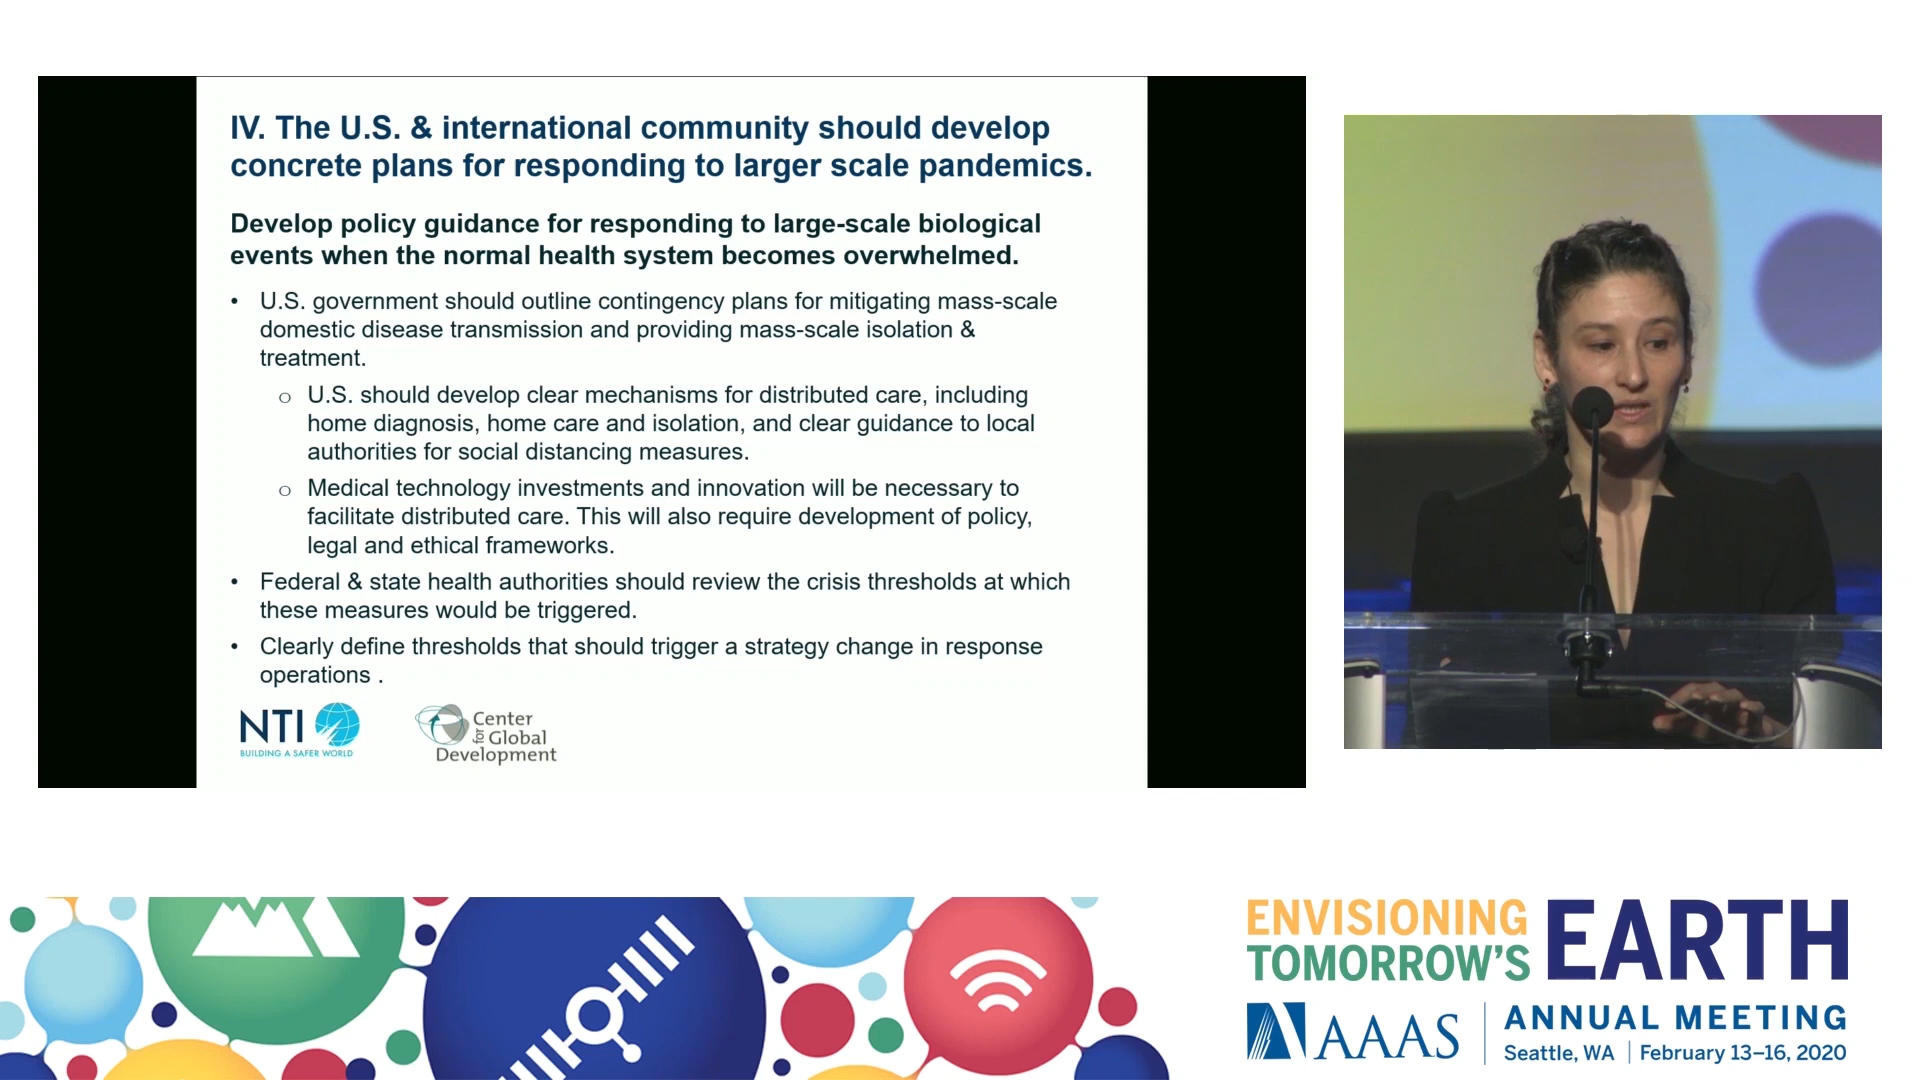 IV. The U.S. & international community should develop
concrete plans for responding to larger scale pandemics.
Develop policy guidance for responding to large-scale biological
events when the normal health system becomes overwhelmed.
• U.S. government should outline contingency plans for mitigating mass-scale
domestic disease transmission and providing mass-scale isolation &
treatment.
o U.S. should develop clear mechanisms for distributed care, including
home diagnosis, home care and isolation, and clear guidance to local
authorities for social distancing measures.
o Medical technology investments and innovation will be necessary to
facilitate distributed care. This will also require development of policy,
legal and ethical frameworks.
• Federal & state health authorities should review the crisis thresholds at which
these measures would be triggered.
• Clearly define thresholds that should trigger a strategy change in response
operations .
NTI
BUILDING A SAFER WORLD
Center
for Global
Development
ENVISIONING
TOMORROW'S
EARTH
AAAS
ANNUAL MEETING
Seattle, WA | February 13–16, 2020